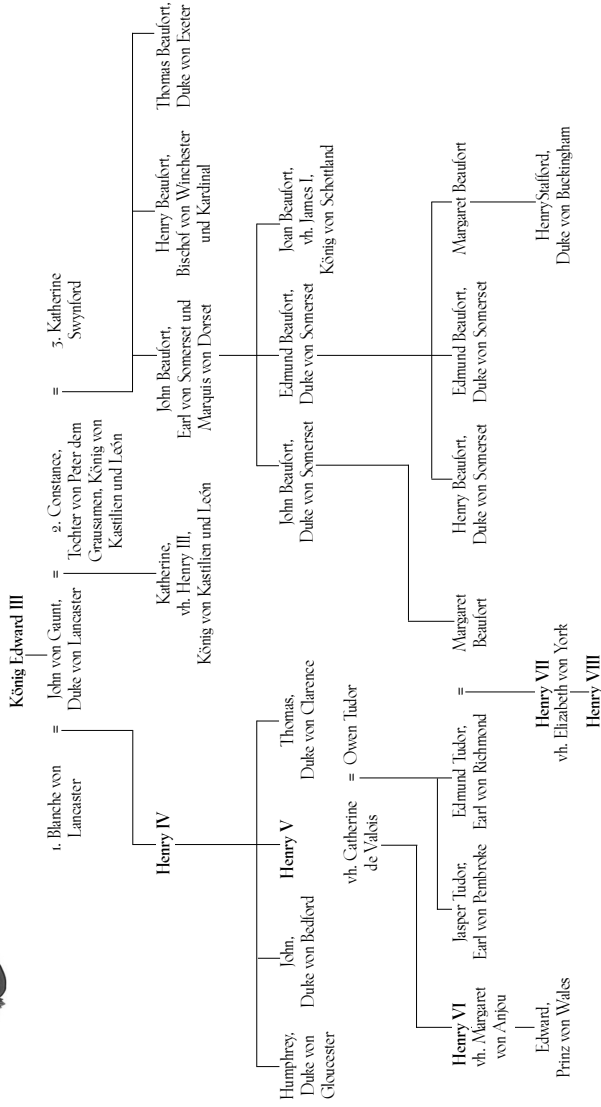 König Edward III
1. Blanche von
Lancaster
=
John von Gaunt,
Duke von Lancaster
=
2. Constance,
Tochter von Peter dem
Grausamen, König von
Kastilien und León
=
3. Katherine
Swynford
Henry IV
Katherine,
vh. Henry III,
König von Kastilien und León
John Beaufort,
Earl von Somerset und
Marquis von Dorset
Henry Beaufort,
Bischof von Winchester
und Kardinal
Thomas Beaufort,
Duke von Exeter
Humphrey,
Duke von
Gloucester
John,
Duke von Bedford
Henry V
Thomas,
Duke von Clarence
John Beaufort,
Duke von Somerset
Edmund Beaufort,
Duke von Somerset
Joan Beaufort,
vh. James I,
König von Schottland
vh. Catherine
de Valois
= Owen Tudor
Henry VI
vh. Margaret
von Anjou
Jasper Tudor,
Earl von Pembroke
Edmund Tudor,
Earl von Richmond
=
Margaret
Beaufort
Henry Beaufort,
Duke von Somerset
Edmund Beaufort,
Duke von Somerset
Margaret Beaufort
Edward,
Prinz von Wales
Henry VII
vh. Elizabeth von York
Henry VIII
Henry Stafford,
Duke von Buckingham